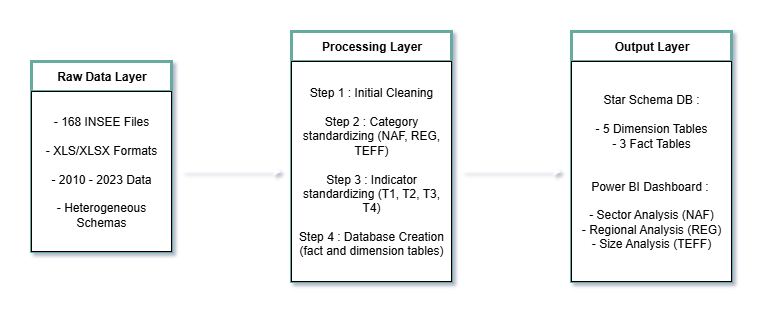 Raw Data Layer
- 168 INSEE Files
- XLS/XLSX Formats
- 2010 - 2023 Data
- Heterogeneous
Schemas
Processing Layer
Step 1 : Initial Cleaning
Step 2 : Category
standardizing (NAF, REG,
TEFF)
Step 3 : Indicator
standardizing (T1, T2, T3,
T4)
Step 4 : Database Creation
(fact and dimension tables)
Output Layer
Star Schema DB :
- 5 Dimension Tables
- 3 Fact Tables
Power BI Dashboard :
- Sector Analysis (NAF)
- Regional Analysis (REG)
- Size Analysis (TEFF)